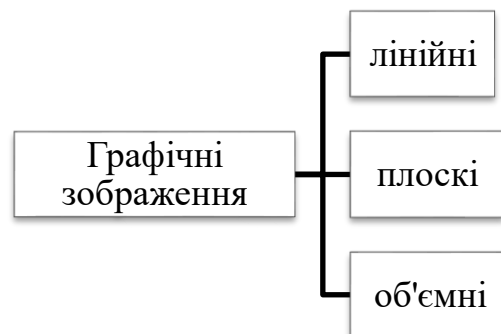 Графічні
зображення
лінійні
плоскі
об'ємні